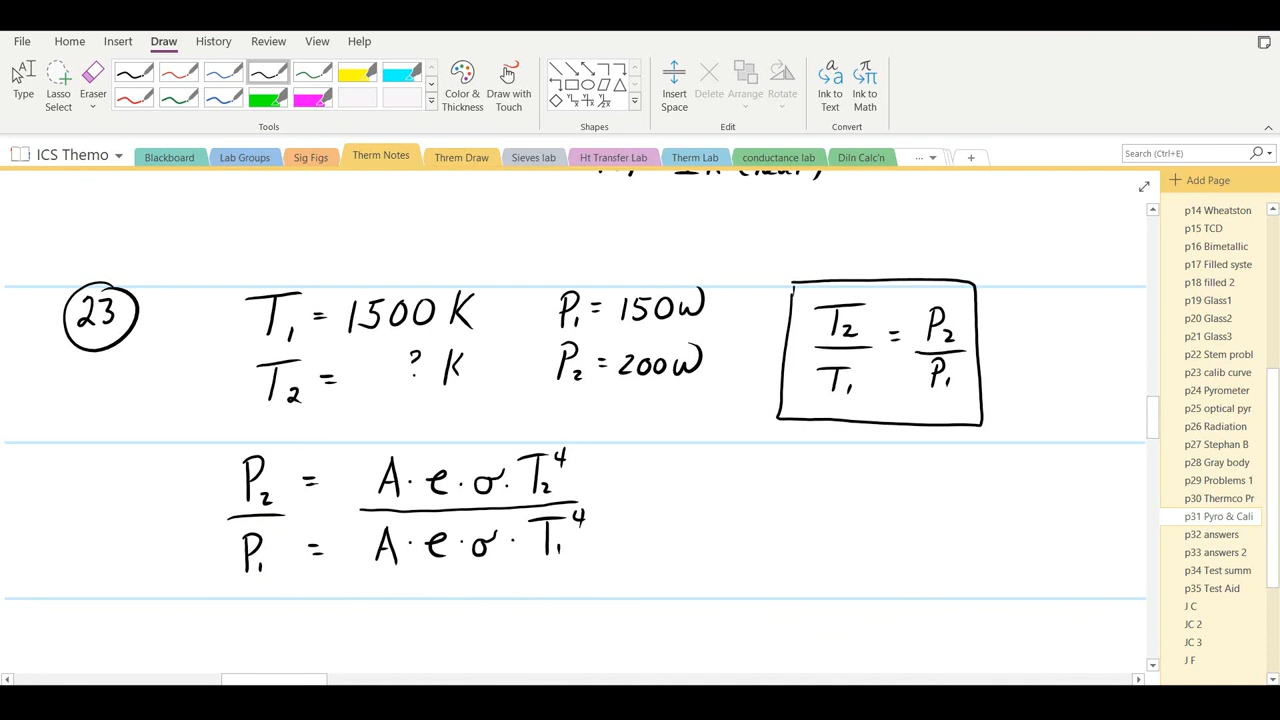 File Home Insert Draw History Review View Help
Type Lasso Select Eraser Color & Thickness Draw with Touch Insert Space Delete Arrange Rotate Ink to Text Ink to Math
Tools Shapes Edit Convert
ICS Themo Blackboard Lab Groups Sig Figs Therm Notes Threm Draw Sieves lab Ht Transfer Lab Therm Lab conductance lab Diln Calc'n ... + Search (Ctrl+E)
+ Add Page
p14 Wheatston
p15 TCD
p16 Bimetallic
p17 Filled syste
p18 filled 2
p19 Glass1
p20 Glass2
p21 Glass3
p22 Stem probl
p23 calib curve
p24 Pyrometer
p25 optical pyr
p26 Radiation
p27 Stephan B
p28 Gray body
p29 Problems 1
p30 Thermco Pr
p31 Pyro & Cali
p32 answers
p33 answers 2
p34 Test summ
p35 Test Aid
J C
JC 2
JC 3
J F
23 T₁ = 1500 K P₁ = 150W
T₂ = ? K P₂ = 200W
T₂ = P₂
T₁ P₁
P₂ = A · e · σ · T₂⁴
P₁ = A · e · σ · T₁⁴